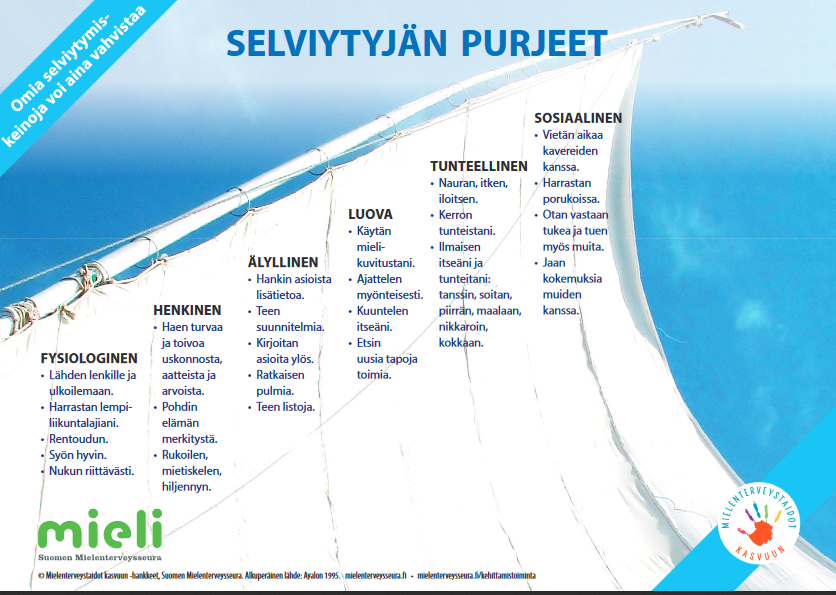 Omia selviytymis-
keinoja voi aina vahvistaa
SELVIYTYJÄN PURJEET
FYSIOLOGINEN
• Lähden lenkille ja
ulkoilemaan.
• Harrastan lempi-
liikuntalajiani.
• Rentoudun.
• Syön hyvin.
• Nukun riittävästi.
HENKINEN
• Haen turvaa
ja toivoa
uskonnosta,
aatteista ja
arvoista.
• Pohdin
elämän
merkitystä.
• Rukoilen,
mietiskelen,
hiljennyn.
ÄLYLLINEN
• Hankin asioista
lisätietoa.
• Teen
suunnitelmia.
• Kirjoitan
asioita ylös.
• Ratkaisen
pulmia.
• Teen listoja.
LUOVA
• Käytän
mieli-
kuvitustani.
• Ajattelen
myönteisesti.
• Kuuntelen
itseäni.
• Etsin
uusia tapoja
toimia.
TUNTEELLINEN
• Nauran, itken,
iloitsen.
• Kerron
tunteistani.
• Ilmaisen
itseäni ja
tunteitani:
tanssin, soitan,
piirrän, maalaan,
nikkaroin,
kokkaan.
SOSIAALINEN
• Vietän aikaa
kavereiden
kanssa.
• Harrastan
porukoissa.
• Otan vastaan
tukea ja tuen
myös muita.
• Jaan
kokemuksia
muiden
kanssa.
mieli
Suomen Mielenterveysseura
MIELENTERVEYSTAIDOT
KASVUUN
© Mielenterveystaidot kasvuun -hankkeet, Suomen Mielenterveysseura. Alkuperäinen lähde: Ayalon 1995. mielenterveysseura.fi • mielenterveysseura.fi/kehittamistoiminta